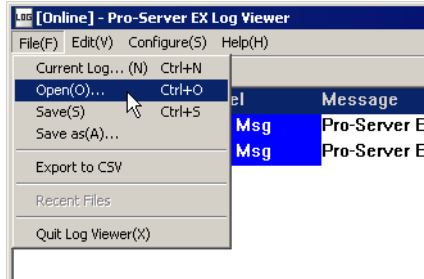 LOG [Online] - Pro-Server EX Log Viewer
File(F) Edit(V) Configure(S) Help(H)
Current Log... (N) Ctrl+N
Open(O)... Ctrl+O
el Message
Save(S) Ctrl+S
Msg Pro-Server E
Save as(A)...
Msg Pro-Server E
Export to CSV
Recent Files
Quit Log Viewer(X)